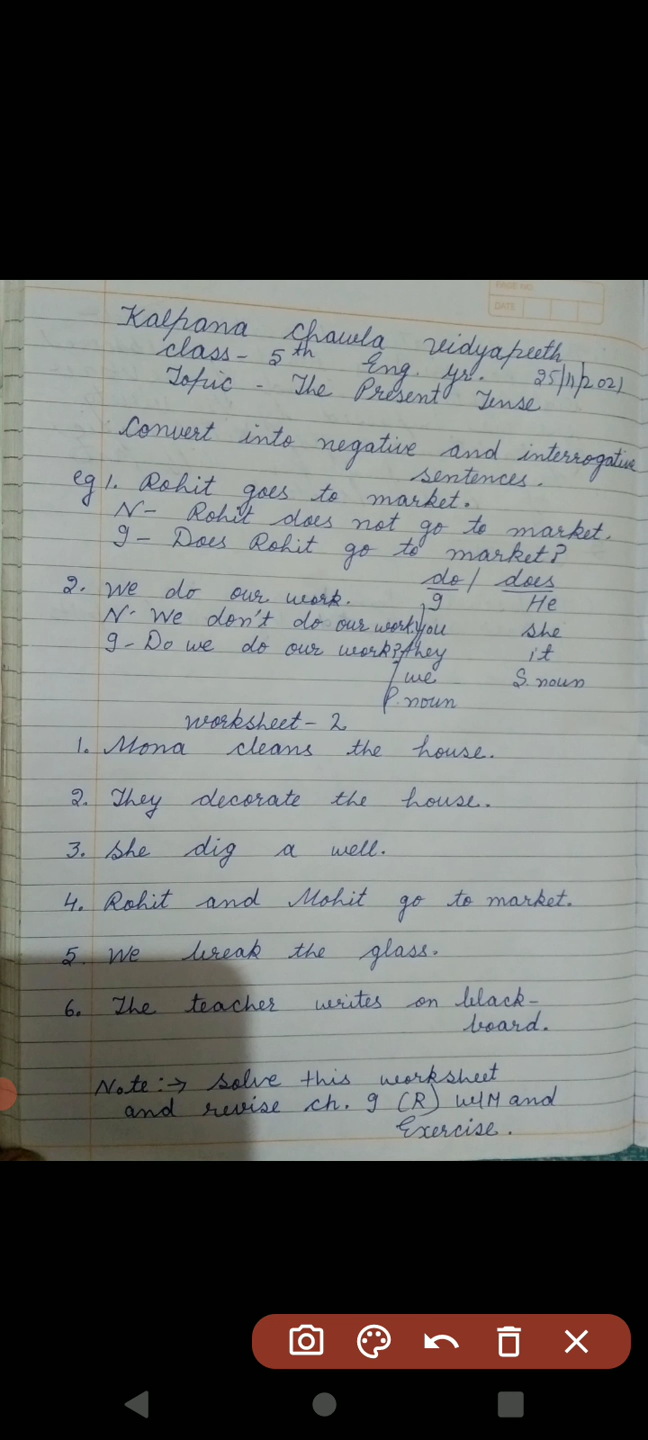 PAGE NO.
DATE
Kalpana Chawla Vidyapeeth
Class - 5th Eng. gr. 25/11/2021
Topic - The Present Tense
Convert into negative and interrogative
sentences.
eg 1. Rohit goes to market.
N- Rohit does not go to market.
I- Does Rohit go to market?
2. We do our work.
N- We don't do our work.
I- Do we do our work?
do / does
I He
you she
they it
we S. noun
P. noun
Worksheet - 2
1. Mona cleans the house.
2. They decorate the house.
3. She dig a well.
4. Rohit and Mohit go to market.
5. We break the glass.
6. The teacher writes on black-
board.
Note :-> Solve this worksheet
and revise ch. 9 (R) w/M and
Exercise.